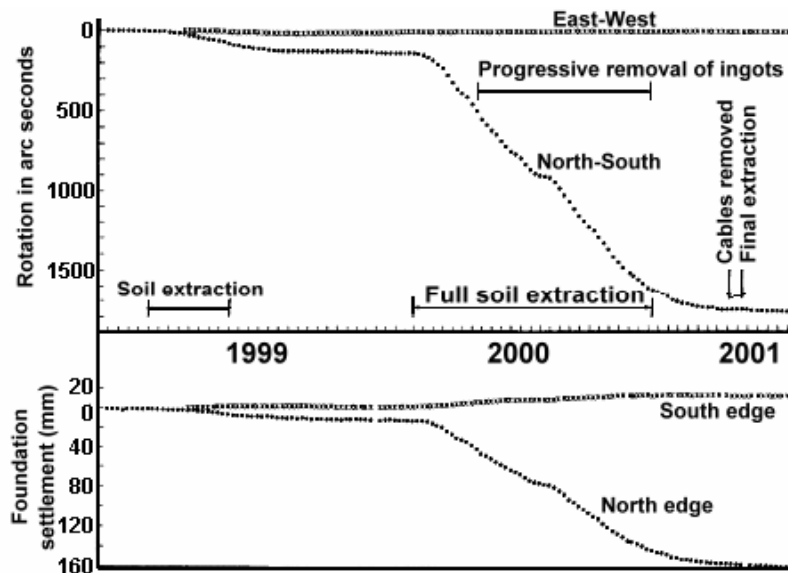 East-West
Rotation in arc seconds
0
500
1000
1500
Progressive removal of ingots
North-South
Cables removed
Final extraction
Soil extraction
Full soil extraction
1999
2000
2001
Foundation
settlement (mm)
20
0
40
80
120
160
South edge
North edge